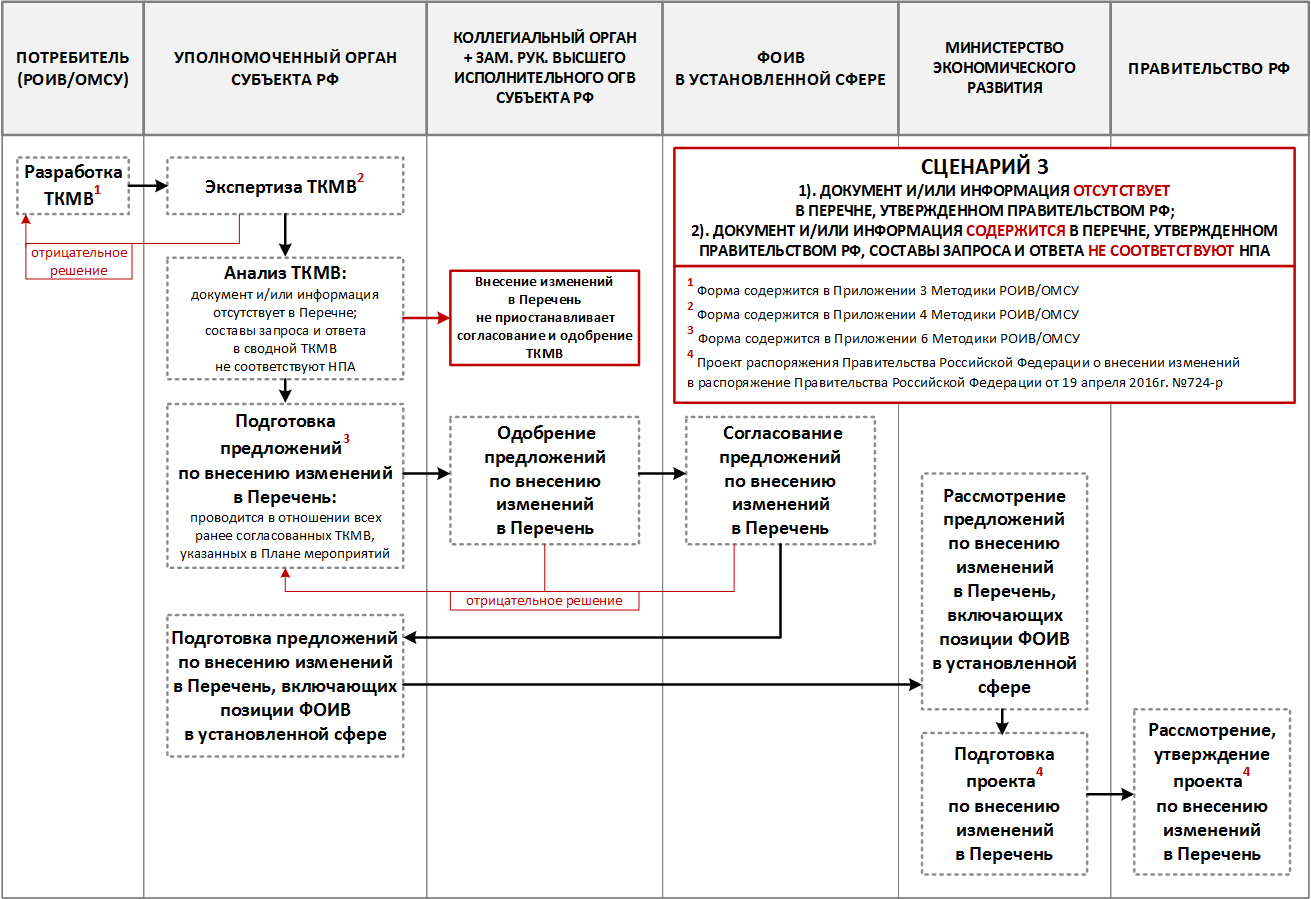 ПОТРЕБИТЕЛЬ
(РОИВ/ОМСУ)
УПОЛНОМОЧЕННЫЙ ОРГАН
СУБЪЕКТА РФ
КОЛЛЕГИАЛЬНЫЙ ОРГАН
+ ЗАМ. РУК. ВЫСШЕГО
ИСПОЛНИТЕЛЬНОГО ОГВ
СУБЪЕКТА РФ
ФОИВ
В УСТАНОВЛЕННОЙ СФЕРЕ
МИНИСТЕРСТВО
ЭКОНОМИЧЕСКОГО
РАЗВИТИЯ
ПРАВИТЕЛЬСТВО РФ
Разработка
ТКМВ1
Экспертиза ТКМВ2
отрицательное
решение
СЦЕНАРИЙ 3
1). ДОКУМЕНТ И/ИЛИ ИНФОРМАЦИЯ ОТСУТСТВУЕТ
В ПЕРЕЧНЕ, УТВЕРЖДЕННОМ ПРАВИТЕЛЬСТВОМ РФ;
2). ДОКУМЕНТ И/ИЛИ ИНФОРМАЦИЯ СОДЕРЖИТСЯ В ПЕРЕЧНЕ, УТВЕРЖДЕННОМ
ПРАВИТЕЛЬСТВОМ РФ, СОСТАВЫ ЗАПРОСА И ОТВЕТА НЕ СООТВЕТСТВУЮТ НПА
1 Форма содержится в Приложении 3 Методики РОИВ/ОМСУ
2 Форма содержится в Приложении 4 Методики РОИВ/ОМСУ
3 Форма содержится в Приложении 6 Методики РОИВ/ОМСУ
4 Проект распоряжения Правительства Российской Федерации о внесении изменений
в распоряжение Правительства Российской Федерации от 19 апреля 2016г. №724-р
Анализ ТКМВ:
документ и/или информация
отсутствует в Перечне;
составы запроса и ответа
в сводной ТКМВ
не соответствуют НПА
Внесение изменений
в Перечень
не приостанавливает
согласование и одобрение
ТКМВ
Подготовка
предложений3
по внесению изменений
в Перечень:
проводится в отношении всех
ранее согласованных ТКМВ,
указанных в Плане мероприятий
Одобрение
предложений
по внесению
изменений
в Перечень
Согласование
предложений
по внесению
изменений
в Перечень
отрицательное решение
Подготовка предложений
по внесению изменений
в Перечень, включающих
позиции ФОИВ
в установленной сфере
Рассмотрение
предложений
по внесению
изменений
в Перечень,
включающих
позиции ФОИВ
в установленной
сфере
Подготовка
проекта4
по внесению
изменений
в Перечень
Рассмотрение,
утверждение
проекта4
по внесению
изменений
в Перечень